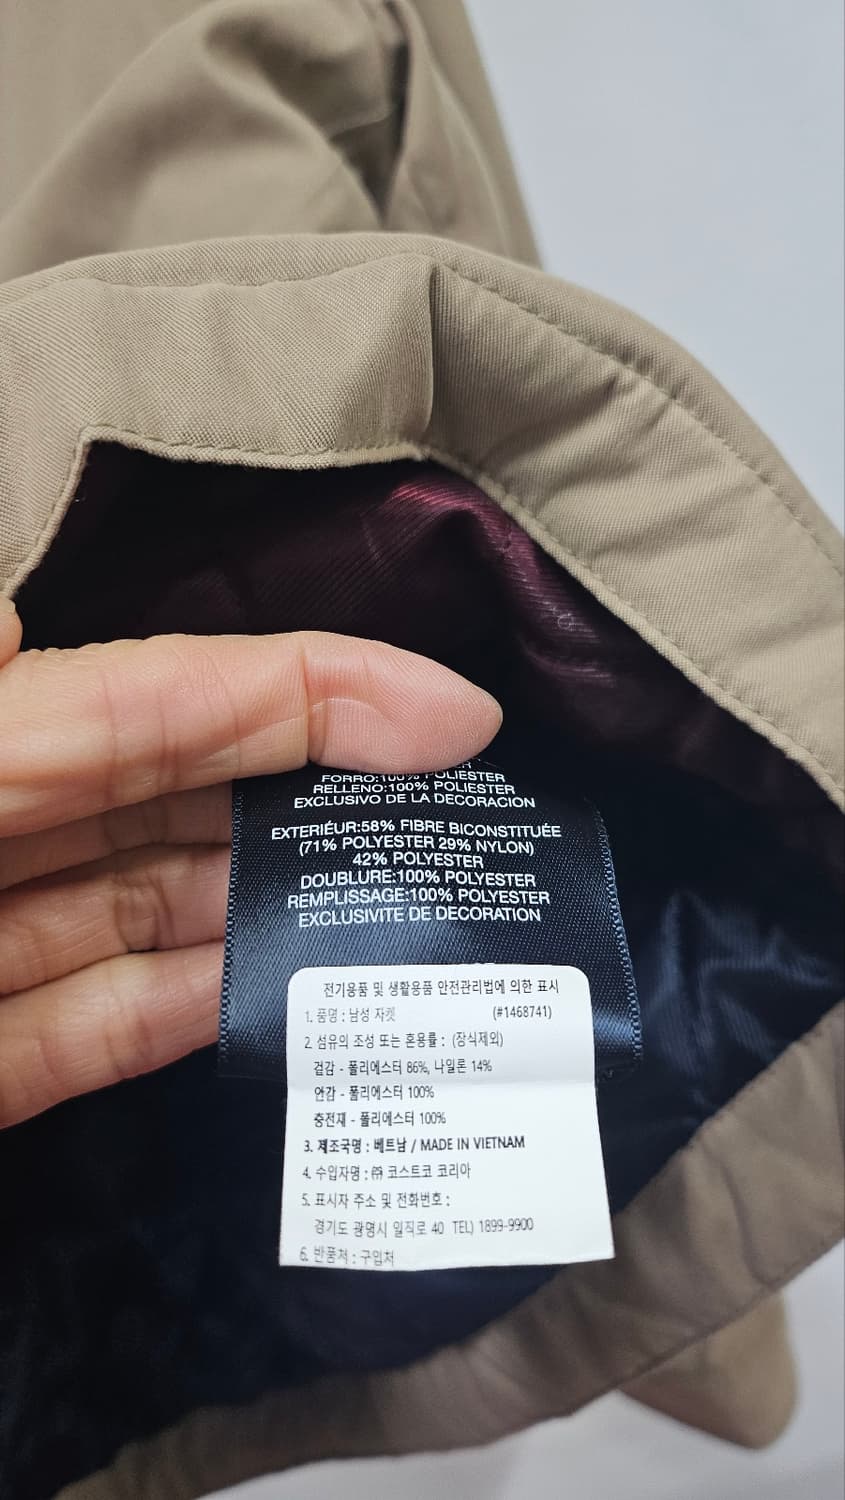 FORRO:100% POLIESTER
RELLENO:100% POLIESTER
EXCLUSIVO DE LA DECORACION
EXTERIÉUR:58% FIBRE BICONSTITUÉE
(71% POLYESTER 29% NYLON)
42% POLYESTER
DOUBLURE:100% POLYESTER
REMPLISSAGE:100% POLYESTER
EXCLUSIVITE DE DECORATION
전기용품 및 생활용품 안전관리법에 의한 표시
1. 품명 : 남성 자켓 (#1468741)
2. 섬유의 조성 또는 혼용률 : (장식제외)
겉감 - 폴리에스터 86%, 나일론 14%
안감 - 폴리에스터 100%
충전재 - 폴리에스터 100%
3. 제조국명 : 베트남 / MADE IN VIETNAM
4. 수입자명 : ㈜ 코스트코 코리아
5. 표시자 주소 및 전화번호 :
경기도 광명시 일직로 40 TEL) 1899-9900
6. 반품처 : 구입처